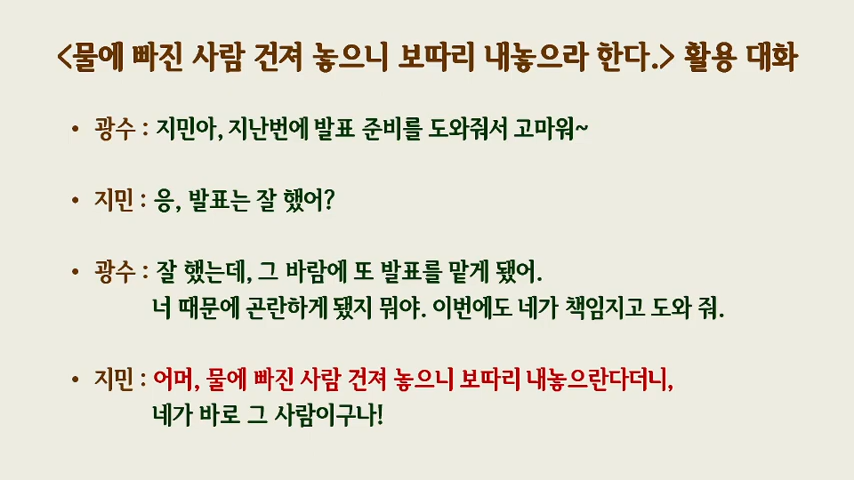 <물에 빠진 사람 건져 놓으니 보따리 내놓으라 한다.> 활용 대화
• 광수 : 지민아, 지난번에 발표 준비를 도와줘서 고마워~
• 지민 : 응, 발표는 잘 했어?
• 광수 : 잘 했는데, 그 바람에 또 발표를 맡게 됐어.
너 때문에 곤란하게 됐지 뭐야. 이번에도 네가 책임지고 도와 줘.
• 지민 : 어머, 물에 빠진 사람 건져 놓으니 보따리 내놓으란다더니,
네가 바로 그 사람이구나!